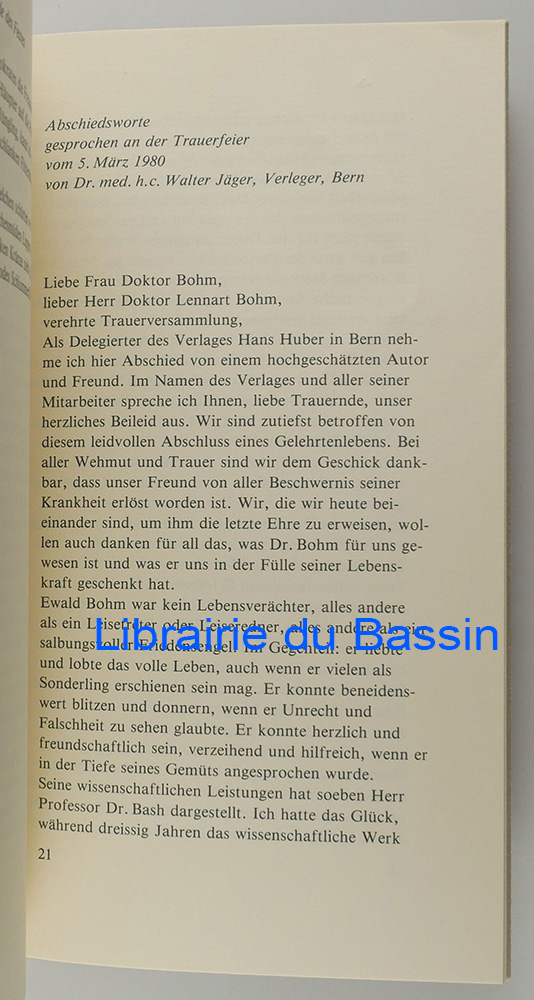 Abschiedsworte
gesprochen an der Trauerfeier
vom 5. März 1980
von Dr. med. h.c. Walter Jäger, Verleger, Bern
Liebe Frau Doktor Bohm,
lieber Herr Doktor Lennart Bohm,
verehrte Trauerversammlung,
Als Delegierter des Verlages Hans Huber in Bern neh-
me ich hier Abschied von einem hochgeschätzten Autor
und Freund. Im Namen des Verlages und aller seiner
Mitarbeiter spreche ich Ihnen, liebe Trauernde, unser
herzliches Beileid aus. Wir sind zutiefst betroffen von
diesem leidvollen Abschluss eines Gelehrtenlebens. Bei
aller Wehmut und Trauer sind wir dem Geschick dank-
bar, dass unser Freund von aller Beschwernis seiner
Krankheit erlöst worden ist. Wir, die wir heute bei-
einander sind, um ihm die letzte Ehre zu erweisen, wol-
len auch danken für all das, was Dr. Bohm für uns ge-
wesen ist und was er uns in der Fülle seiner Lebens-
kraft geschenkt hat.
Ewald Bohm war kein Lebensverächter, alles andere
als ein Leisetreter oder Leiseredner, alles andere als ein
salbungsvoller Friedensengel. Im Gegenteil: er liebte
und lobte das volle Leben, auch wenn er vielen als
Sonderling erschienen sein mag. Er konnte beneidens-
wert blitzen und donnern, wenn er Unrecht und
Falschheit zu sehen glaubte. Er konnte herzlich und
freundschaftlich sein, verzeihend und hilfreich, wenn er
in der Tiefe seines Gemüts angesprochen wurde.
Seine wissenschaftlichen Leistungen hat soeben Herr
Professor Dr. Bash dargestellt. Ich hatte das Glück,
während dreissig Jahren das wissenschaftliche Werk
21
Librairie du Bassin